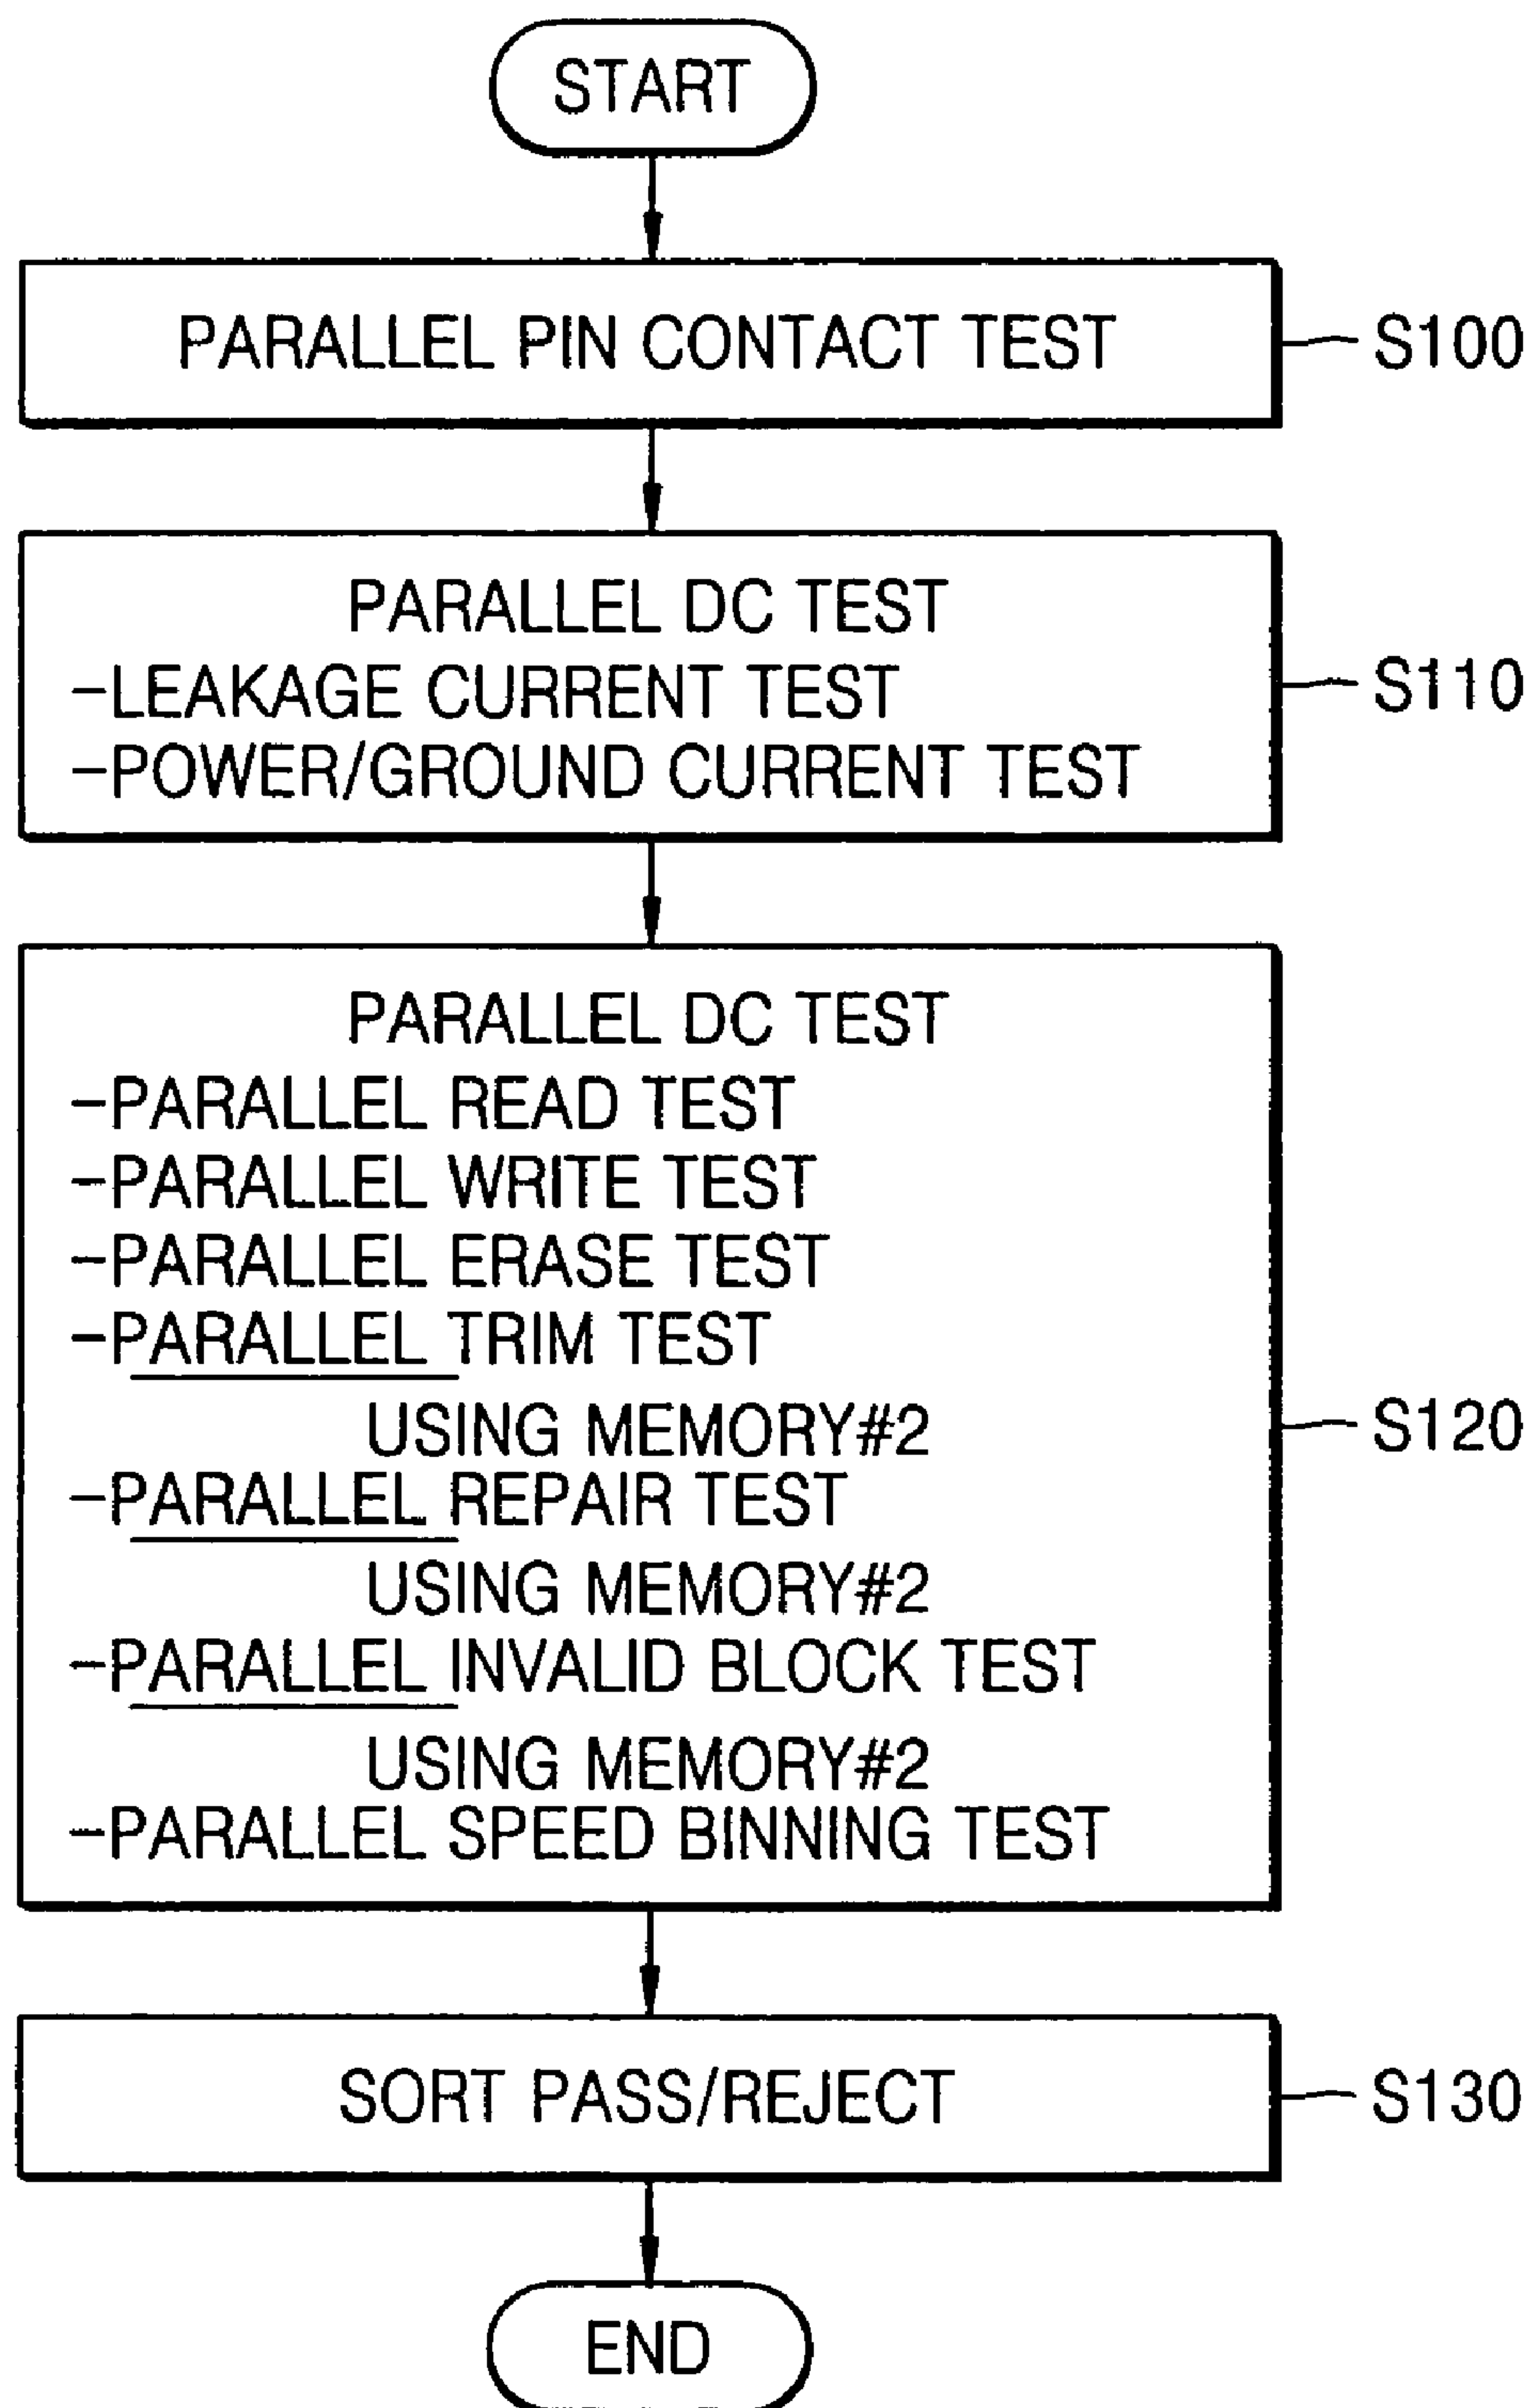 START
PARALLEL PIN CONTACT TEST
S100
PARALLEL DC TEST
-LEAKAGE CURRENT TEST
-POWER/GROUND CURRENT TEST
S110
PARALLEL DC TEST
-PARALLEL READ TEST
-PARALLEL WRITE TEST
-PARALLEL ERASE TEST
-PARALLEL TRIM TEST
USING MEMORY#2
-PARALLEL REPAIR TEST
USING MEMORY#2
-PARALLEL INVALID BLOCK TEST
USING MEMORY#2
-PARALLEL SPEED BINNING TEST
S120
SORT PASS/REJECT
S130
END